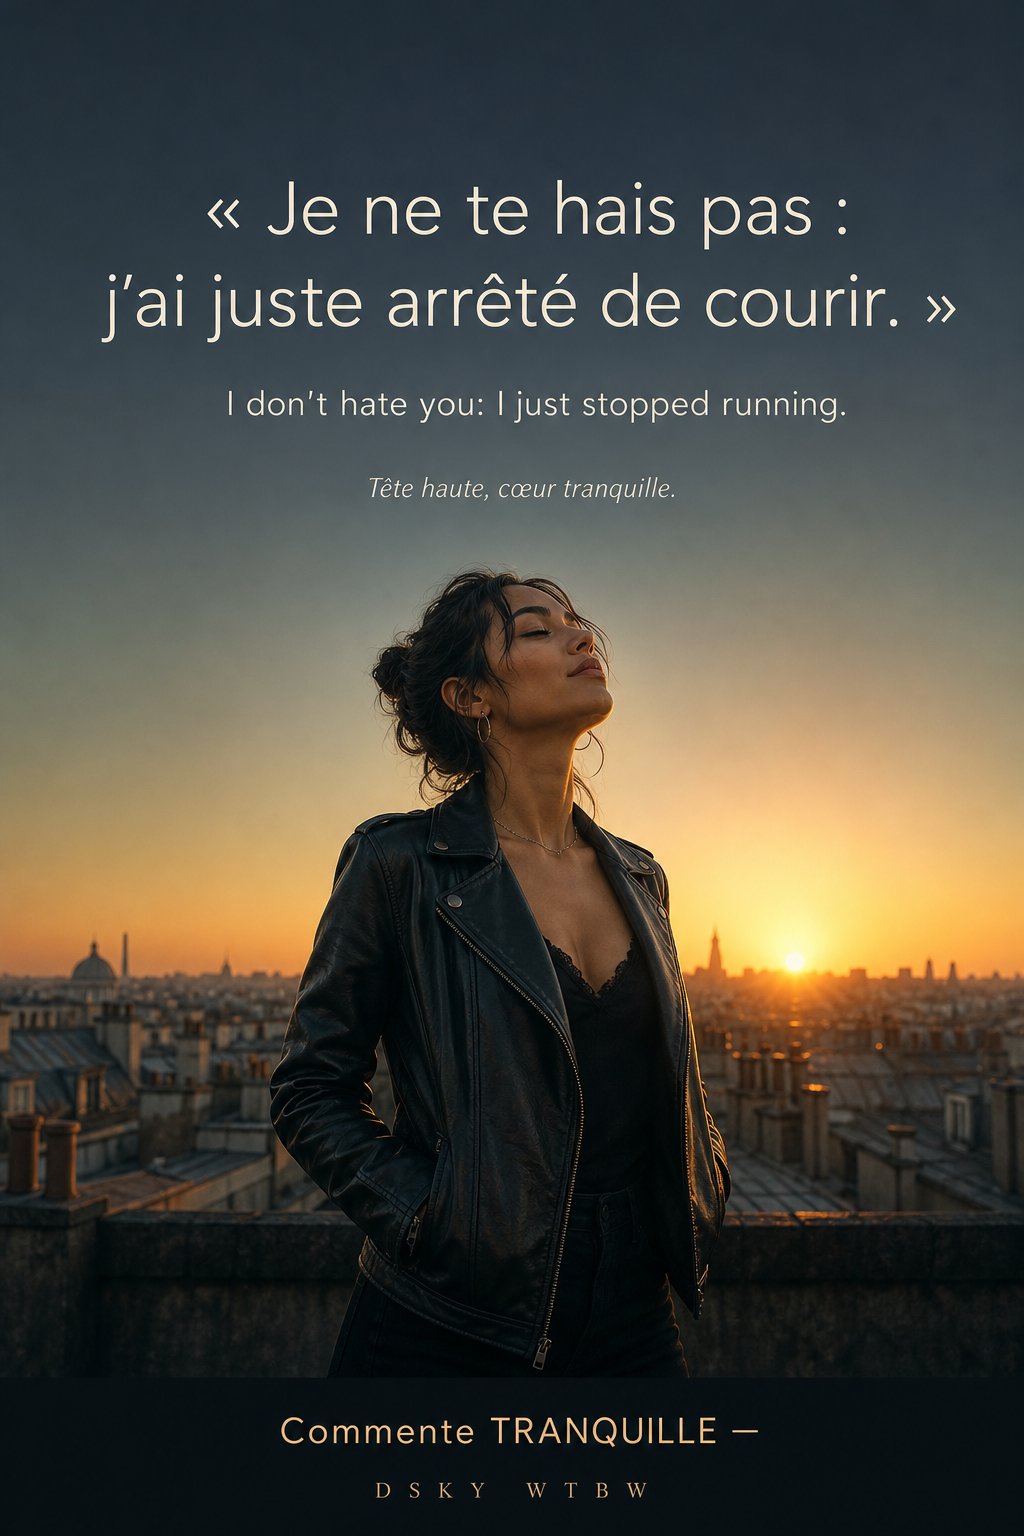 « Je ne te hais pas :
j’ai juste arrêté de courir. »
I don’t hate you: I just stopped running.
Tête haute, cœur tranquille.
Commente TRANQUILLE —
DSKY WTBW